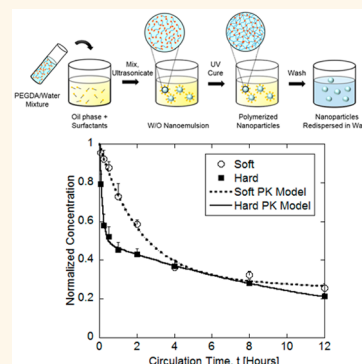 PEGDA/Water
Mixture
Oil phase +
Surfactants
Mix,
Ultrasonicate
W/O Nanoemulsion
UV
Cure
Polymerized
Nanoparticles
Wash
Nanoparticles
Redispersed in Wa
Normalized Concentration
1
0.8
0.6
0.4
0.2
0
0
2
4
6
8
10
12
Soft
Hard
Soft PK Model
Hard PK Model
Circulation Time, t [Hours]